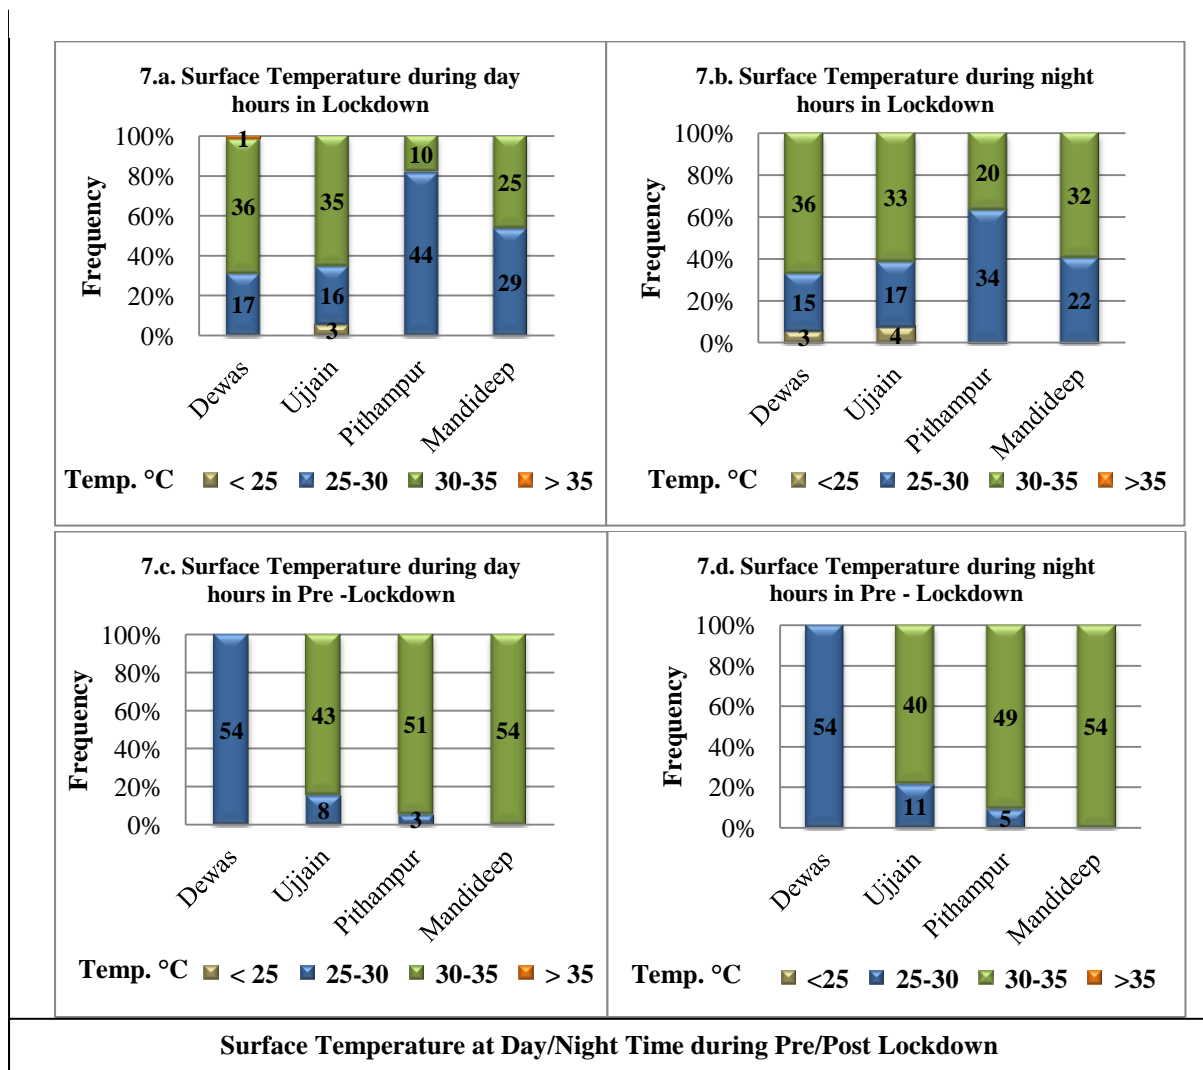 7.a. Surface Temperature during day
hours in Lockdown
100%
80%
60%
40%
20%
0%
Frequency
1
36
17
35
16
3
10
44
25
29
Dewas
Ujjain
Pithampur
Mandideep
Temp. °C < 25 25-30 30-35 > 35
7.b. Surface Temperature during night
hours in Lockdown
100%
80%
60%
40%
20%
0%
Frequency
36
15
3
33
17
4
20
34
32
22
Dewas
Ujjain
Pithampur
Mandideep
Temp. °C <25 25-30 30-35 >35
7.c. Surface Temperature during day
hours in Pre -Lockdown
100%
80%
60%
40%
20%
0%
Frequency
54
43
8
51
3
54
Dewas
Ujjain
Pithampur
Mandideep
Temp. °C < 25 25-30 30-35 > 35
7.d. Surface Temperature during night
hours in Pre - Lockdown
100%
80%
60%
40%
20%
0%
Frequency
54
40
11
49
5
54
Dewas
Ujjain
Pithampur
Mandideep
Temp. °C <25 25-30 30-35 >35
Surface Temperature at Day/Night Time during Pre/Post Lockdown